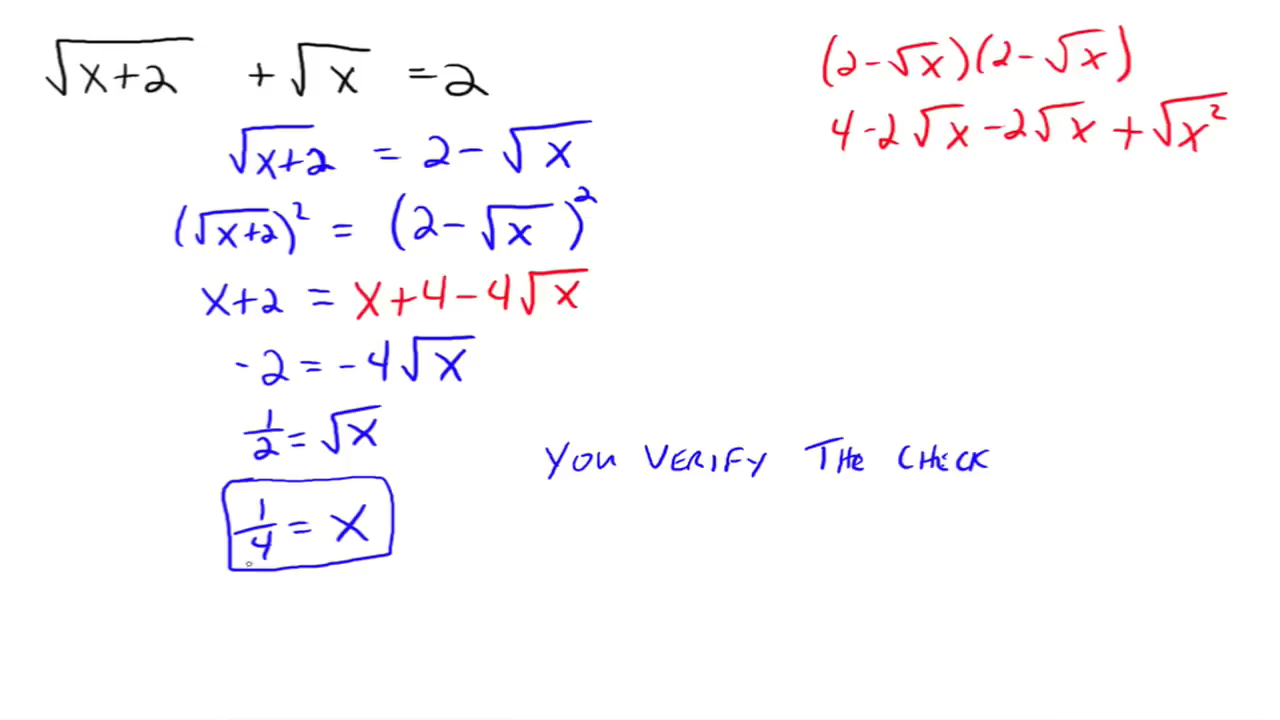 √x+2 + √x = 2
√x+2 = 2 - √x
(√x+2)² = (2 - √x)²
x+2 = x+4-4√x
-2 = -4√x
1/2 = √x
1/4 = x
(2-√x)(2-√x)
4-2√x-2√x+√x²
YOU VERIFY THE CHECK